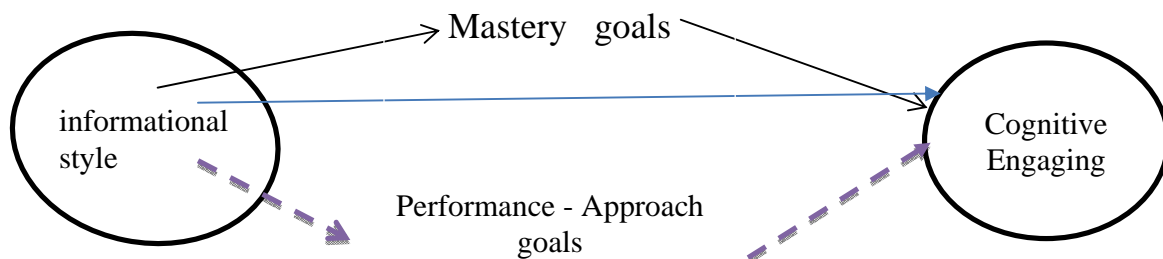 Mastery goals
informational
style
Cognitive
Engaging
Performance - Approach
goals